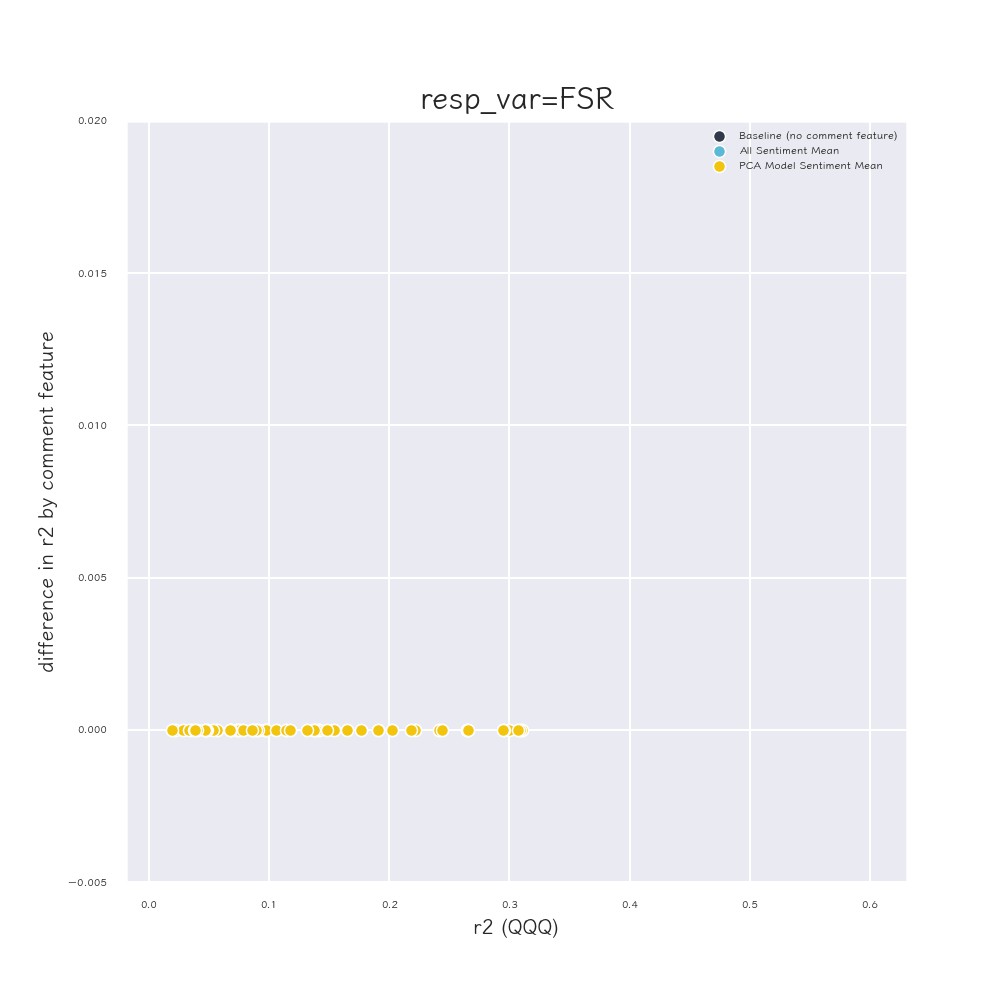 resp_var=FSR
0.020
Baseline (no comment feature)
All Sentiment Mean
PCA Model Sentiment Mean
0.015
0.010
0.005
0.000
−0.005
difference in r2 by comment feature
0.0 0.1 0.2 0.3 0.4 0.5 0.6
r2 (QQQ)